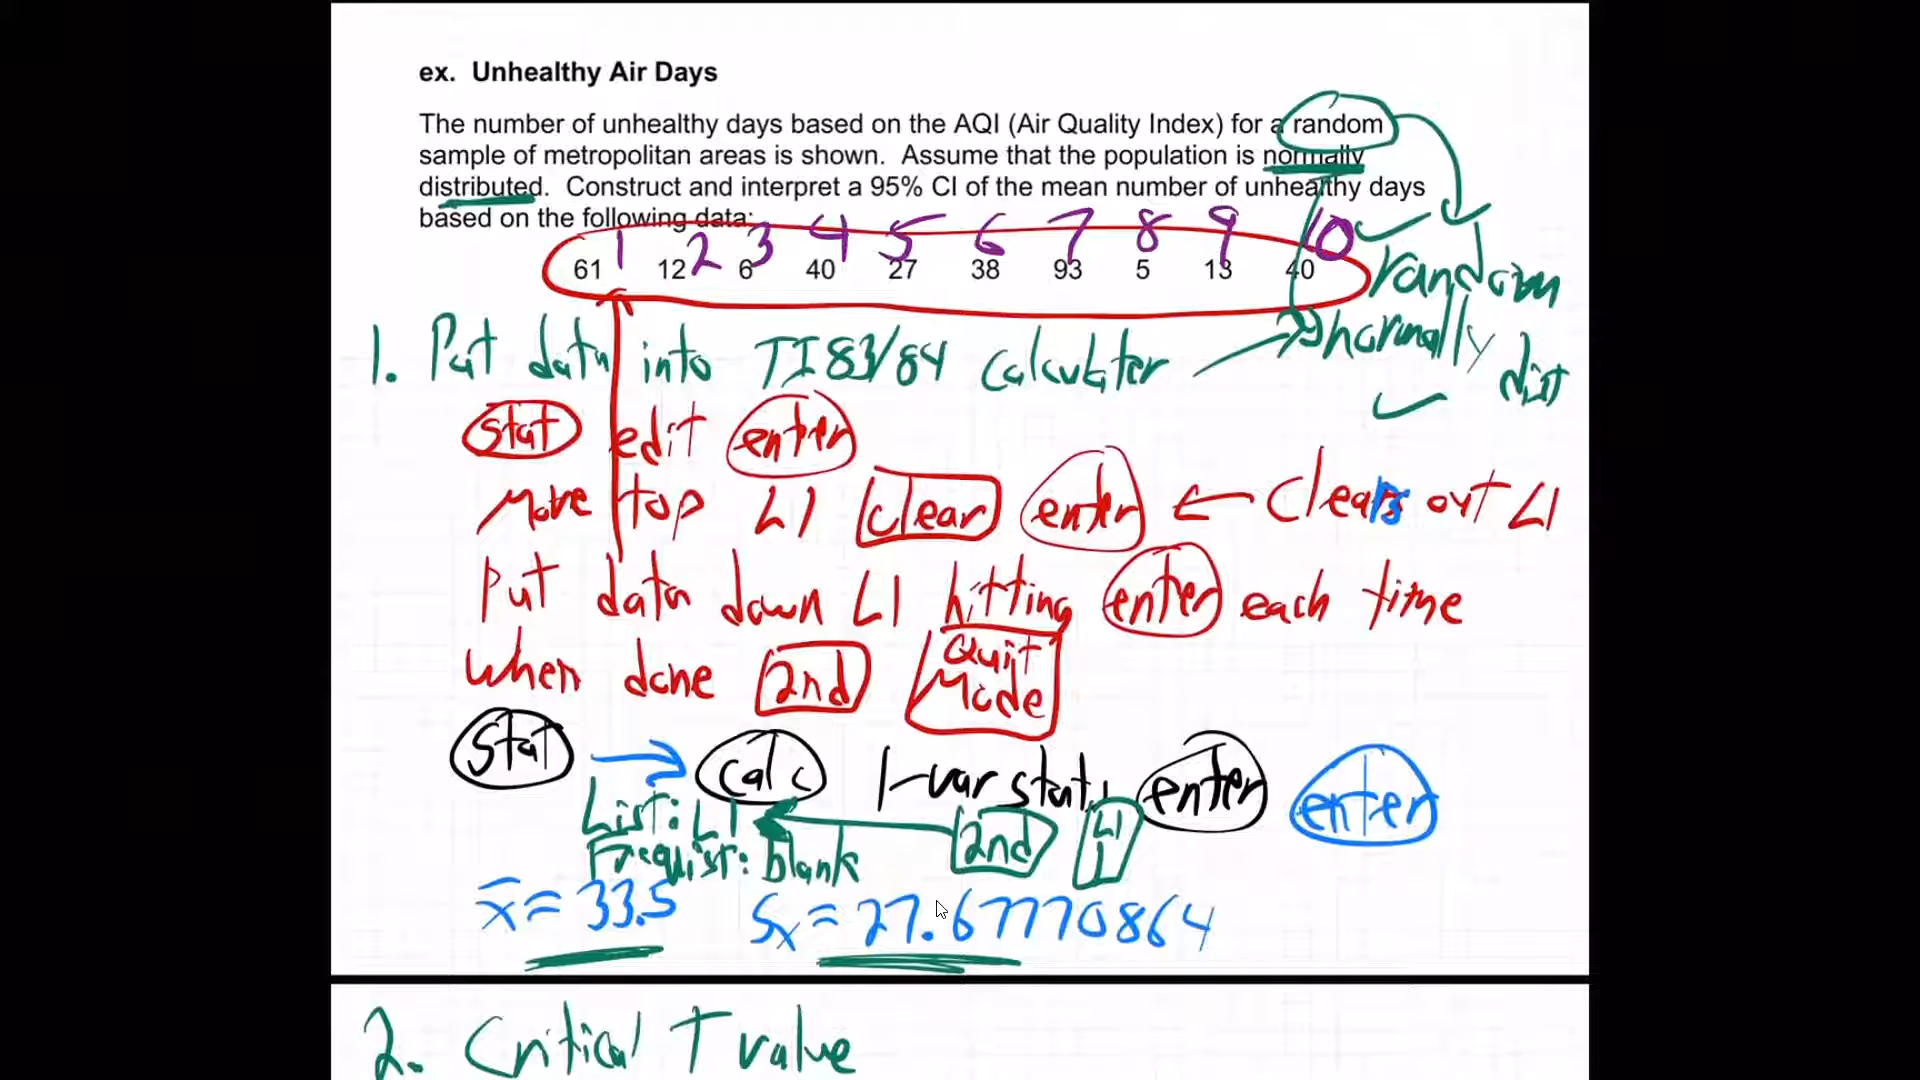 ex. Unhealthy Air Days
The number of unhealthy days based on the AQI (Air Quality Index) for a random
sample of metropolitan areas is shown. Assume that the population is normally
distributed. Construct and interpret a 95% CI of the mean number of unhealthy days
based on the following data:
1 2 3 4 5 6 7 8 9 10
61 12 6 40 27 38 93 5 13 40
random
1. Put data into TI 83/84 calculator
normally
dist
stat edit enter
Move top L1 clear enter ← Clears out L1
Put data down L1 hitting enter each time
when done 2nd Quit
Mode
stat → calc 1-var stats enter enter
List: L1 2nd L1
1
Freqlist: blank
x̄ = 33.5 Sx = 27.67770864
2. Critical T value